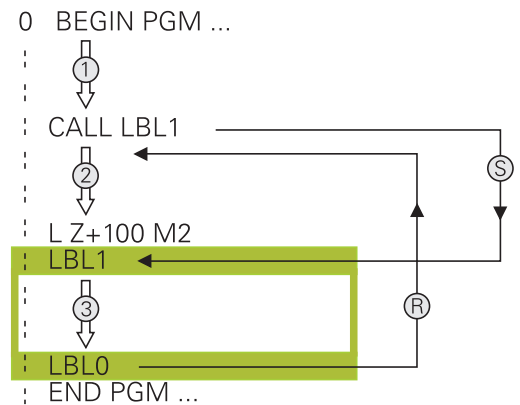 0 BEGIN PGM ...
1
CALL LBL1
S
2
L Z+100 M2
LBL1
3
R
LBL0
END PGM ...